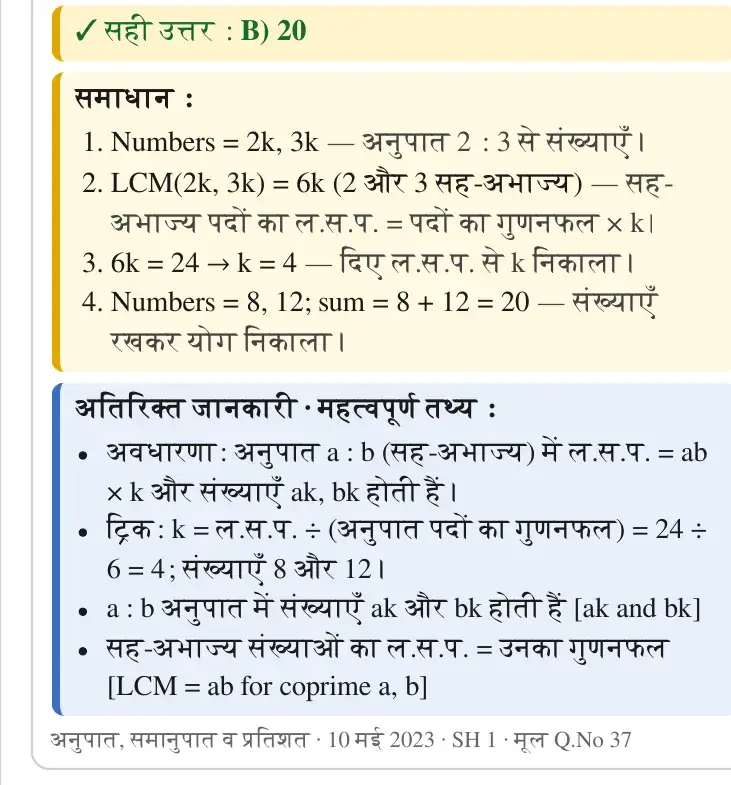 ✓ सही उत्तर : B) 20
समाधान :
1. Numbers = 2k, 3k — अनुपात 2 : 3 से संख्याएँ।
2. LCM(2k, 3k) = 6k (2 और 3 सह-अभाज्य) — सह-
अभाज्य पदों का ल.स.प. = पदों का गुणनफल × k।
3. 6k = 24 → k = 4 — दिए ल.स.प. से k निकाला।
4. Numbers = 8, 12; sum = 8 + 12 = 20 — संख्याएँ
रखकर योग निकाला।
अतिरिक्त जानकारी · महत्वपूर्ण तथ्य :
• अवधारणा : अनुपात a : b (सह-अभाज्य) में ल.स.प. = ab
× k और संख्याएँ ak, bk होती हैं।
• ट्रिक : k = ल.स.प. ÷ (अनुपात पदों का गुणनफल) = 24 ÷
6 = 4; संख्याएँ 8 और 12।
• a : b अनुपात में संख्याएँ ak और bk होती हैं [ak and bk]
• सह-अभाज्य संख्याओं का ल.स.प. = उनका गुणनफल
[LCM = ab for coprime a, b]
अनुपात, समानुपात व प्रतिशत · 10 मई 2023 · SH 1 · मूल Q.No 37